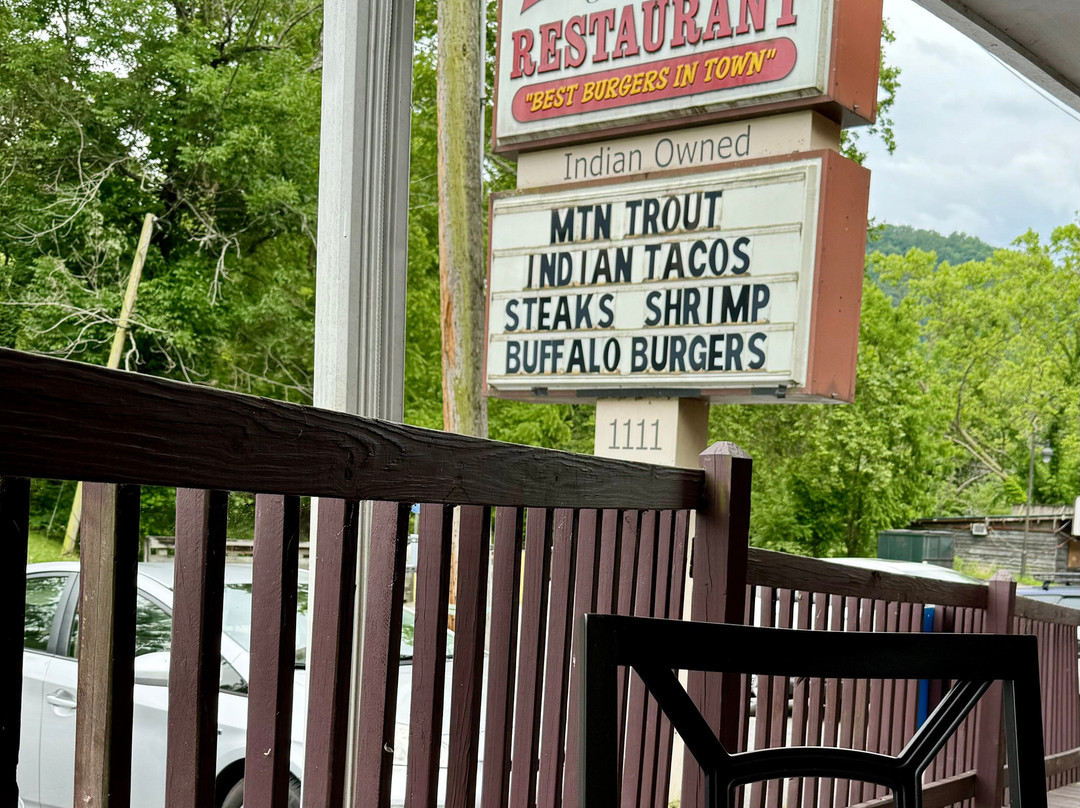 RESTAURANT
"BEST BURGERS IN TOWN"
Indian Owned
MTN TROUT
INDIAN TACOS
STEAKS SHRIMP
BUFFALO BURGERS
1111